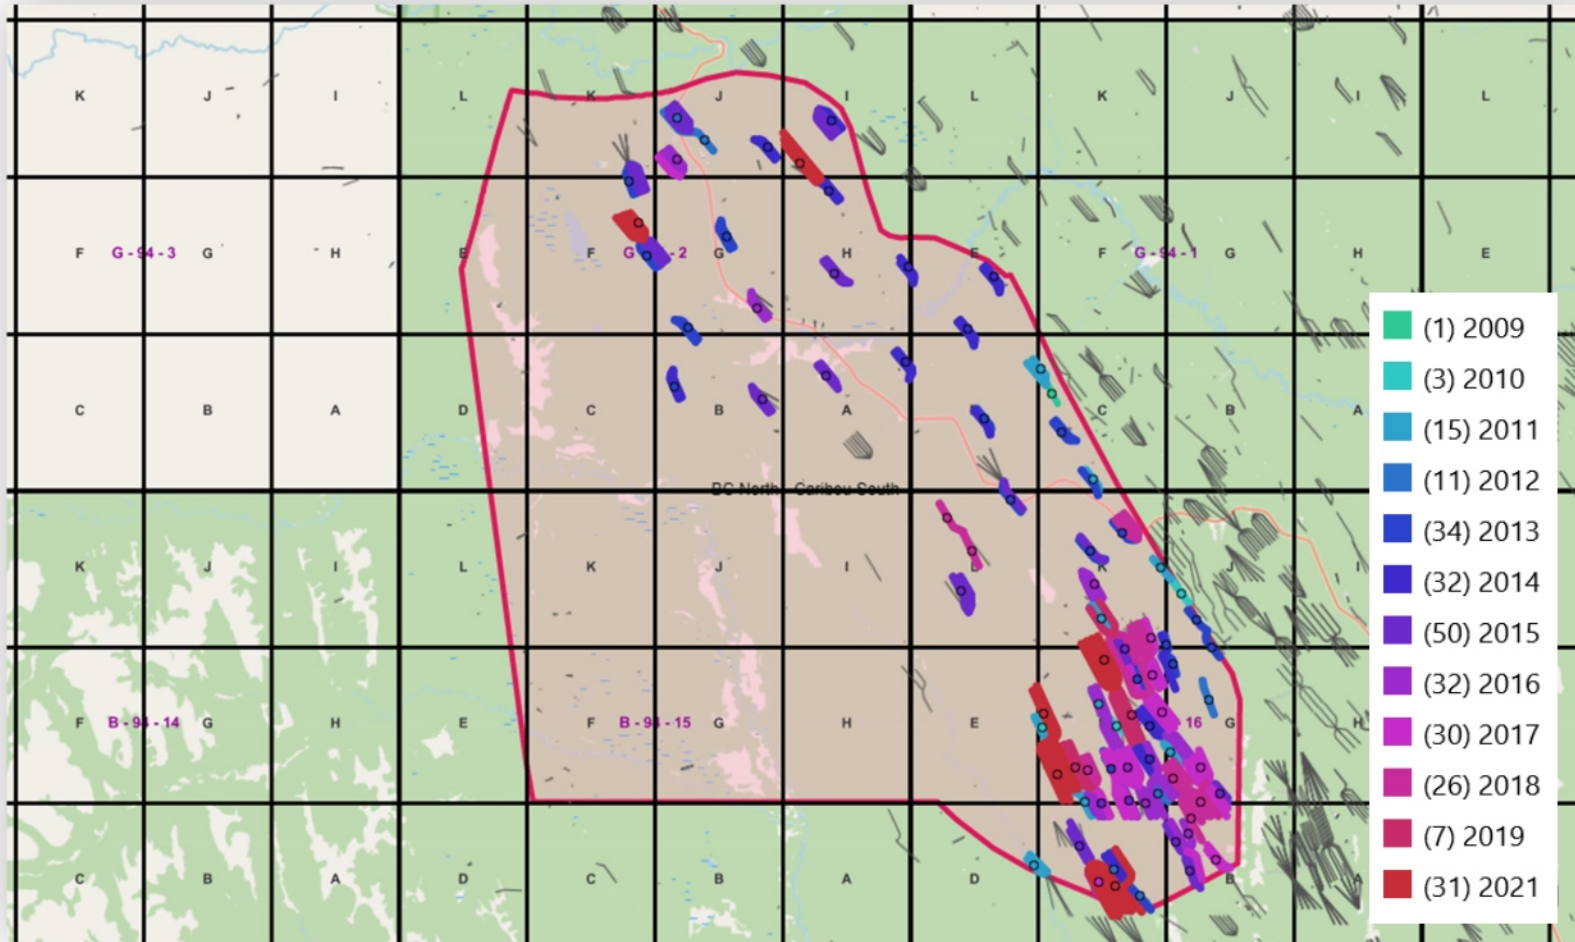 K J I L K J I L K J I L
F G - 94 - 3 G H E F G - 2 G H E F G - 94 - 1 G H E
C B A D C B A D C B A
BC North Caribou South
K J I L K J I L K J I
F B - 94 - 14 G H E F B - 94 - 15 G H E 16 G H
C B A D C B A D B A
(1) 2009
(3) 2010
(15) 2011
(11) 2012
(34) 2013
(32) 2014
(50) 2015
(32) 2016
(30) 2017
(26) 2018
(7) 2019
(31) 2021